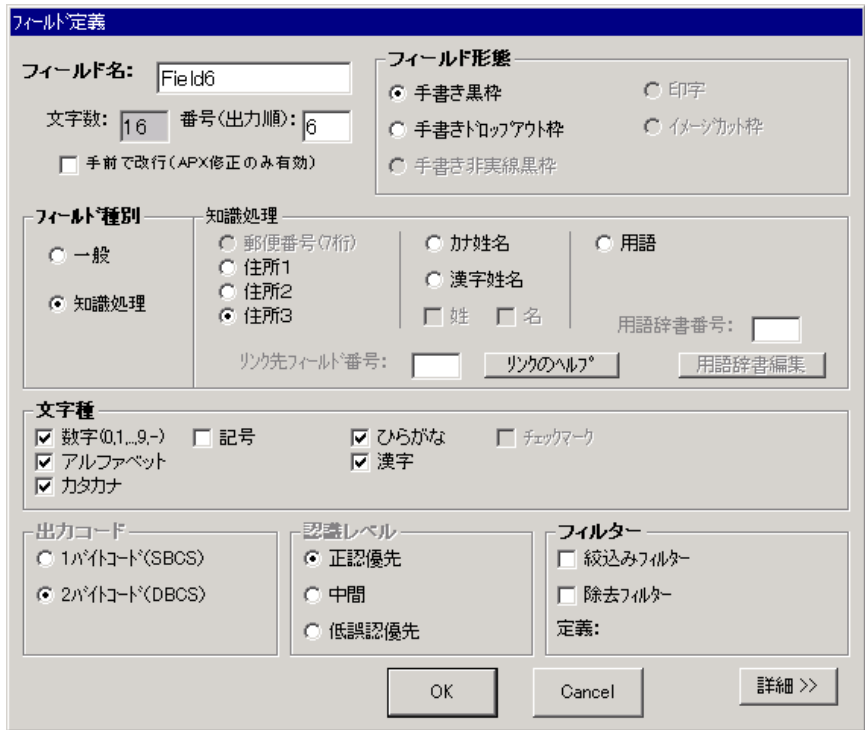 フィールド定義
フィールド名: Field6
文字数: 16 番号(出力順): 6
手前で改行(APX修正のみ有効)
フィールド形態
手書き黒枠 印字
手書きドロップアウト枠 イメージカット枠
手書き非実線黒枠
フィールド種別
一般
知識処理
知識処理
郵便番号(7桁) カナ姓名 用語
住所1
住所2 漢字姓名
住所3 姓 名
用語辞書番号:
リンク先フィールド番号: リンクのヘルプ 用語辞書編集
文字種
数字(0,1,..,9,-) 記号 ひらがな チェックマーク
アルファベット 漢字
カタカナ
出力コード
1バイトコード(SBCS)
2バイトコード(DBCS)
認識レベル
正認優先
中間
低誤認優先
フィルター
絞込みフィルター
除去フィルター
定義:
OK Cancel 詳細 >>